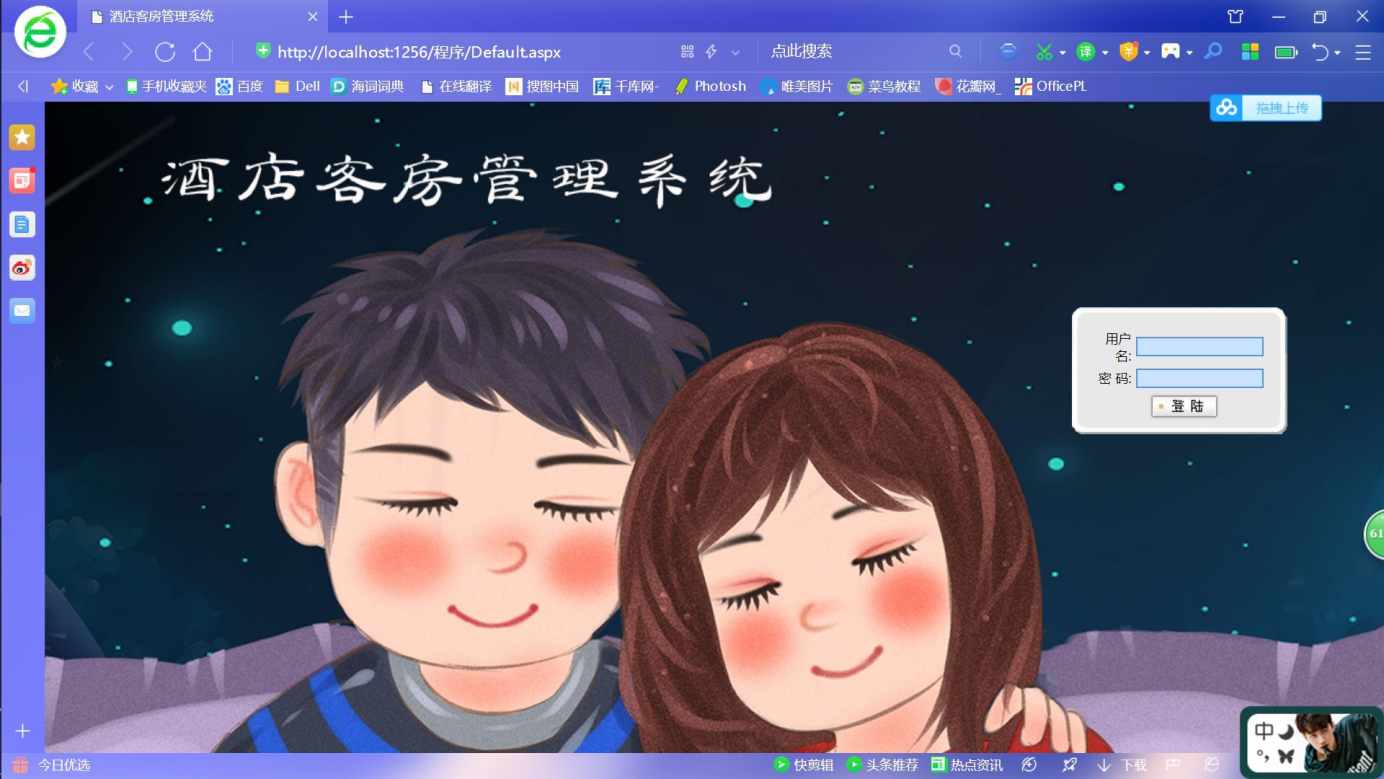 酒店客房管理系统
http://localhost:1256/程序/Default.aspx
点此搜索
译
收藏
手机收藏夹
百度
Dell
海词词典
在线翻译
搜图中国
千库网-
Photosh
唯美图片
菜鸟教程
花瓣网_
OfficePL
拖拽上传
酒店客房管理系统
用户
名:
密 码:
登 陆
61
中
今日优选
快剪辑
头条推荐
热点资讯
下载